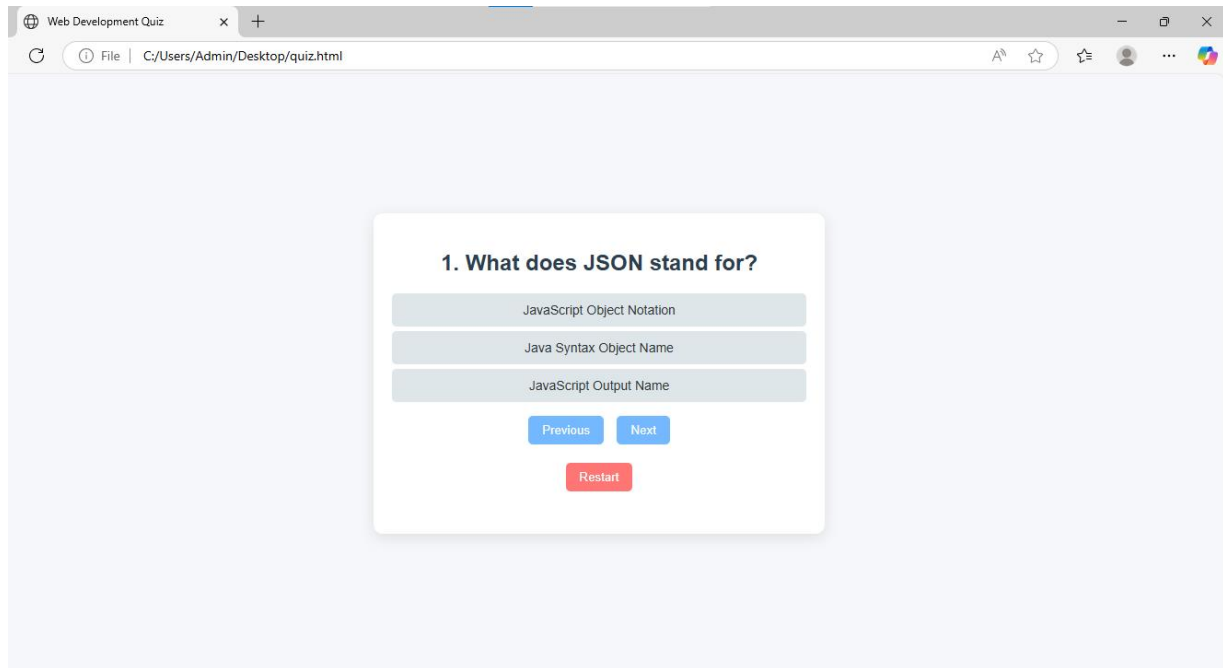 Web Development Quiz
File C:/Users/Admin/Desktop/quiz.html
1. What does JSON stand for?
JavaScript Object Notation
Java Syntax Object Name
JavaScript Output Name
Previous Next
Restart